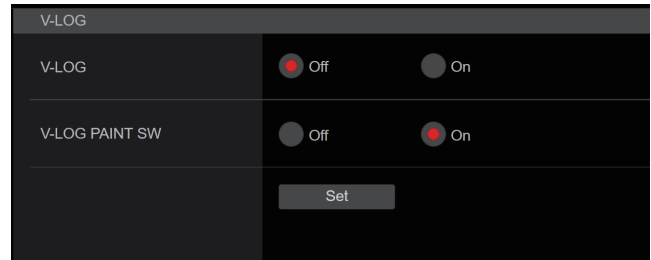 V-LOG
V-LOG Off On
V-LOG PAINT SW Off On
Set